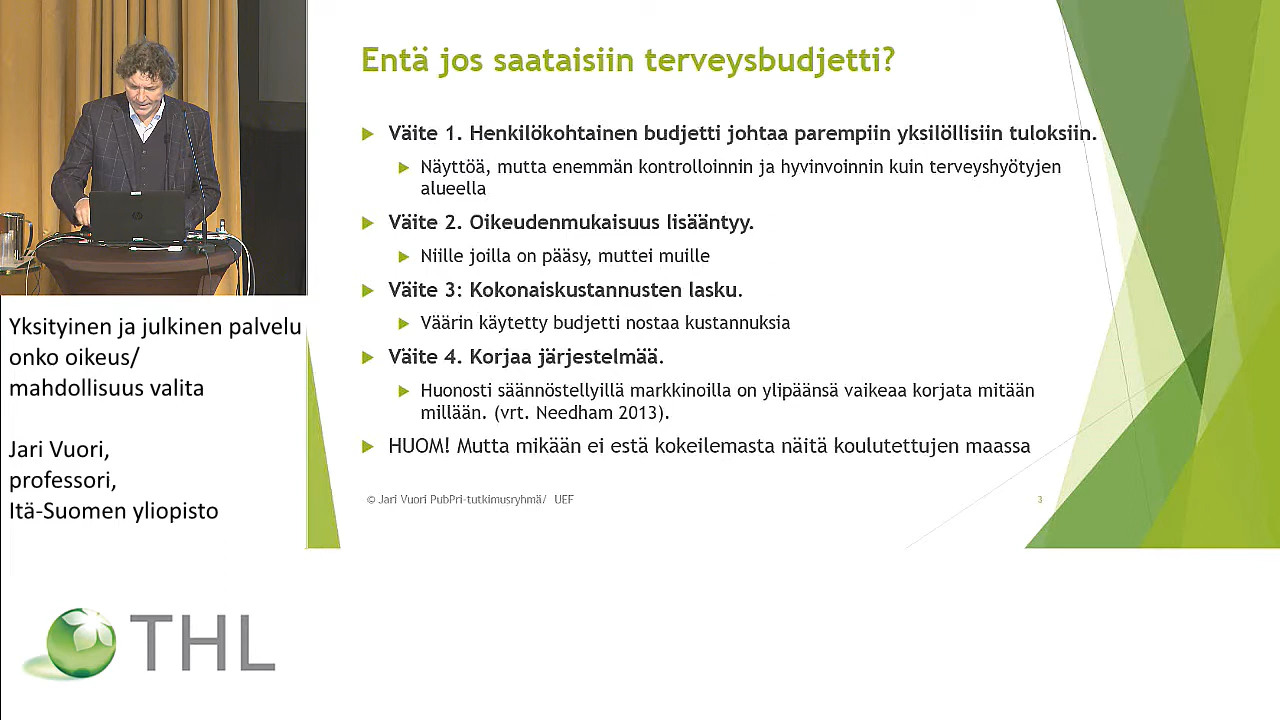 Entä jos saataisiin terveysbudjetti?
Väite 1. Henkilökohtainen budjetti johtaa parempiin yksilöllisiin tuloksiin.
Näyttöä, mutta enemmän kontrolloinnin ja hyvinvoinnin kuin terveyshyötyjen
alueella
Väite 2. Oikeudenmukaisuus lisääntyy.
Niille joilla on pääsy, muttei muille
Väite 3: Kokonaiskustannusten lasku.
Väärin käytetty budjetti nostaa kustannuksia
Väite 4. Korjaa järjestelmää.
Huonosti säännöstellyillä markkinoilla on ylipäänsä vaikeaa korjata mitään
millään. (vrt. Needham 2013).
HUOM! Mutta mikään ei estä kokeilemasta näitä koulutettujen maassa
© Jari Vuori PubPri-tutkimusryhmä/ UEF
3
Yksityinen ja julkinen palvelu
onko oikeus/
mahdollisuus valita
Jari Vuori,
professori,
Itä-Suomen yliopisto
THL